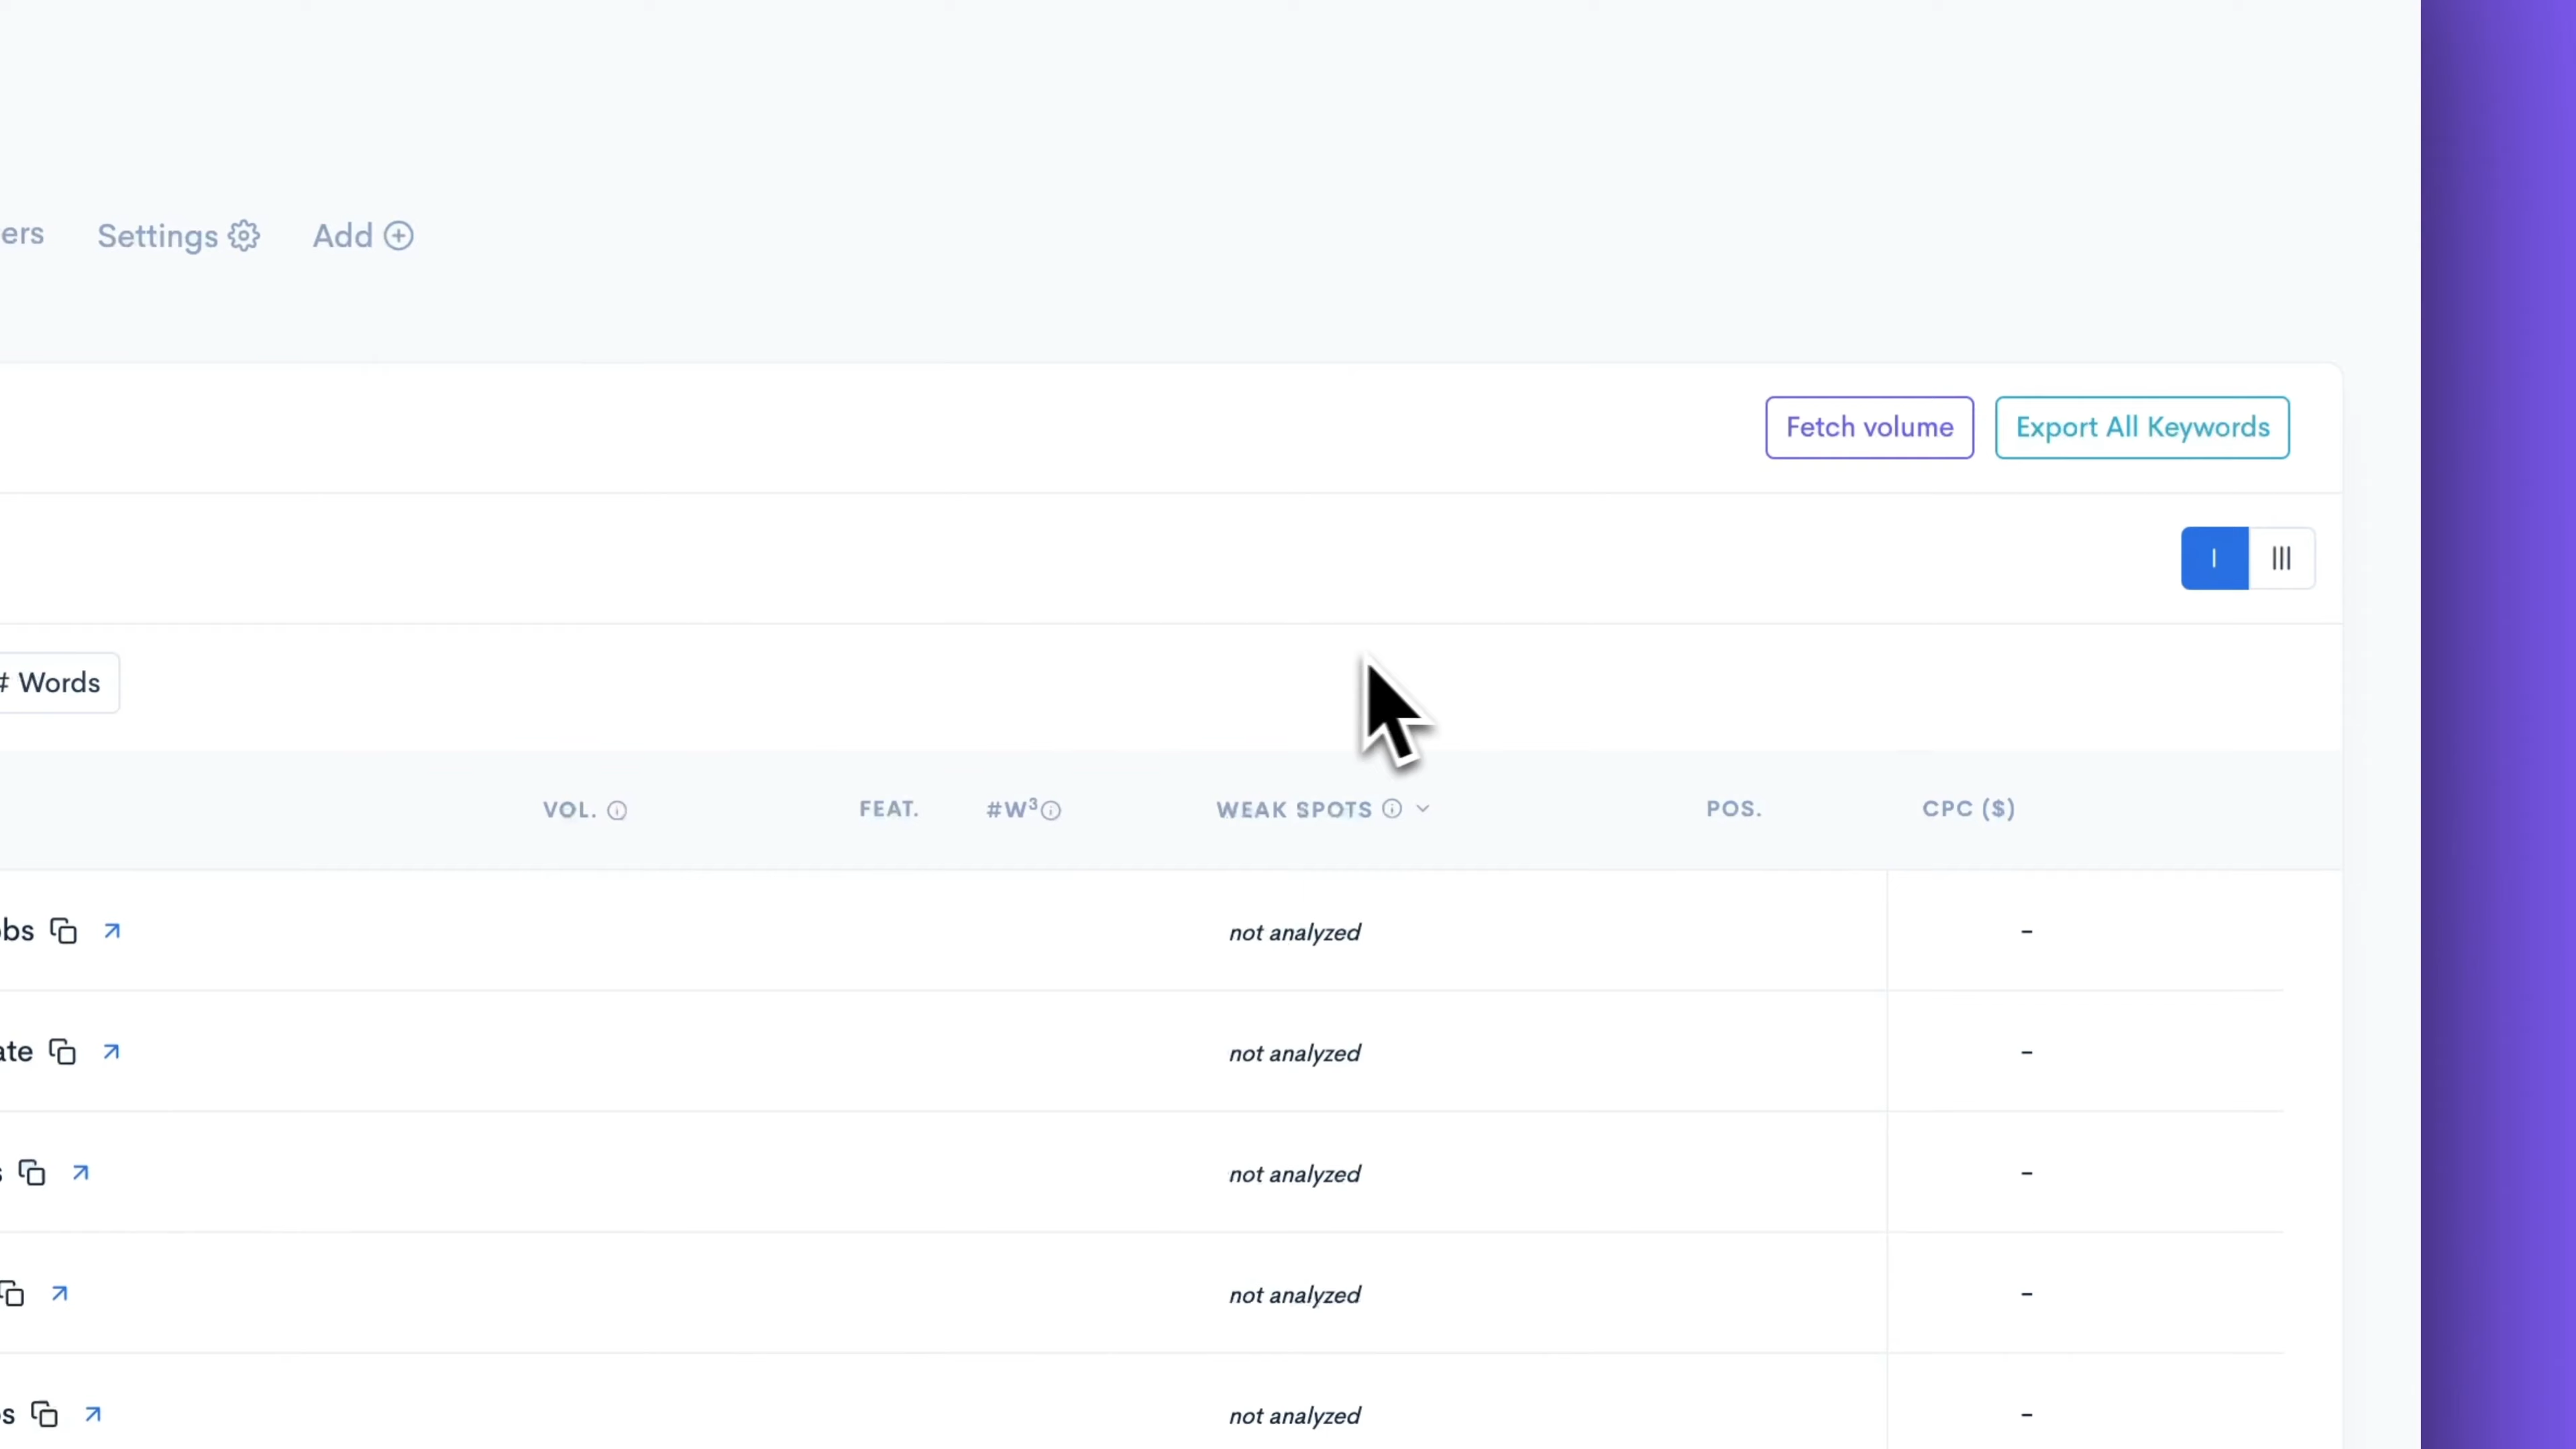 ers Settings Add
Fetch volume Export All Keywords
# Words
VOL. FEAT. #W³ WEAK SPOTS POS. CPC ($)
obs not analyzed -
ate not analyzed -
s not analyzed -
not analyzed -
s not analyzed -